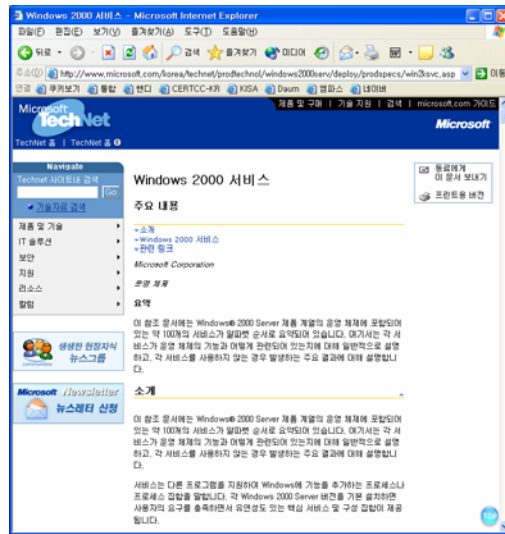 Windows 2000 서비스 - Microsoft Internet Explorer
파일(F) 편집(E) 보기(V) 즐겨찾기(A) 도구(T) 도움말(H)
뒤로 검색 즐겨찾기 미디어
주소(D) http://www.microsoft.com/korea/technet/prodtechnol/windows2000serv/deploy/prodspecs/win2ksvc.asp 이동
연결 쿠키보기 통합 핸디 CERTCC-KR KISA Daum 엠파스 네이버
제품 및 구매 | 기술 지원 | 검색 | microsoft.com 가이드
Microsoft TechNet
Microsoft
TechNet 홈 | TechNet 홈
Navigate
Technet 사이트내 검색
Go
기술자료 검색
제품 및 기술
IT 솔루션
보안
지원
리소스
칼럼
생생한 현장지식
뉴스그룹
Microsoft Newsletter
뉴스레터 신청
Windows 2000 서비스
주요 내용
소개
Windows 2000 서비스
관련 링크
Microsoft Corporation
운영 체제
요약
이 참조 문서에는 Windows® 2000 Server 제품 계열의 운영 체제에 포함되어
있는 약 100개의 서비스가 알파벳 순서로 요약되어 있습니다. 여기서는 각 서
비스가 운영 체제의 기능과 어떻게 관련되어 있는지에 대해 일반적으로 설명
하고, 각 서비스를 사용하지 않는 경우 발생하는 주요 결과에 대해 설명합니
다.
소개
이 참조 문서에는 Windows® 2000 Server 제품 계열의 운영 체제에 포함되어
있는 약 100개의 서비스가 알파벳 순서로 요약되어 있습니다. 여기서는 각 서
비스가 운영 체제의 기능과 어떻게 관련되어 있는지에 대해 일반적으로 설명
하고, 각 서비스를 사용하지 않는 경우 발생하는 주요 결과에 대해 설명합니
다.
서비스는 다른 프로그램을 지원하여 Windows에 기능을 추가하는 프로세스나
프로세스 집합을 말합니다. 각 Windows 2000 Server 버전을 기본 설치하면
사용자의 요구를 충족하면서 유연성도 있는 핵심 서비스 및 구성 집합이 제공
됩니다.
동료에게
이 문서 보내기
프린트용 버전
TOP